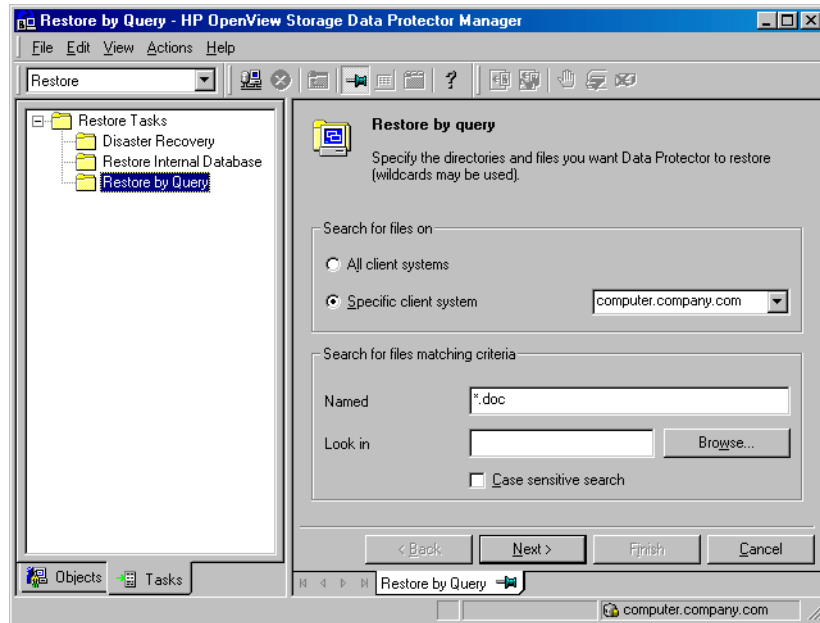 Restore by Query - HP OpenView Storage Data Protector Manager
File Edit View Actions Help
Restore
Restore Tasks
Disaster Recovery
Restore Internal Database
Restore by Query
Restore by query
Specify the directories and files you want Data Protector to restore
(wildcards may be used).
Search for files on
All client systems
Specific client system computer.company.com
Search for files matching criteria
Named *.doc
Look in Browse...
Case sensitive search
< Back Next > Finish Cancel
Objects Tasks
Restore by Query
computer.company.com